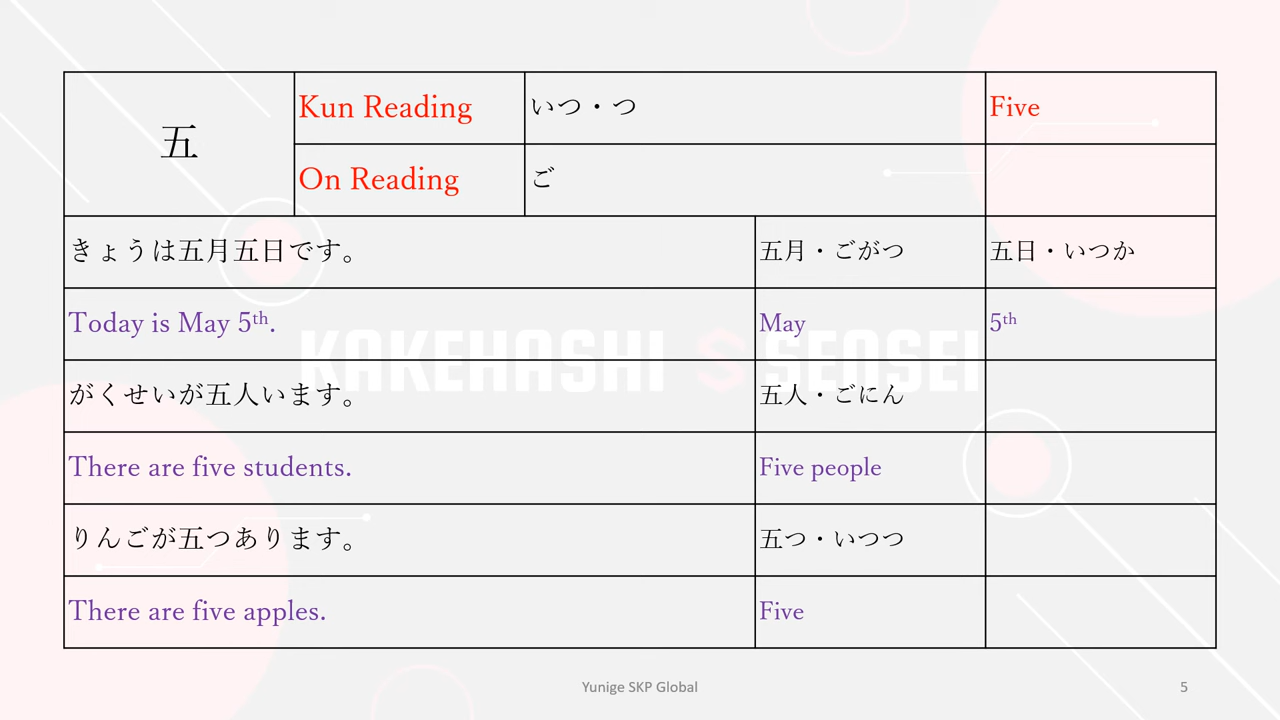 五
Kun Reading
いつ・つ
Five
On Reading
ご
きょうは五月五日です。
五月・ごがつ
五日・いつか
Today is May 5th.
May
5th
KAKEHASHI SENSEI
がくせいが五人います。
五人・ごにん
There are five students.
Five people
りんごが五つあります。
五つ・いつつ
There are five apples.
Five
Yunige SKP Global
5